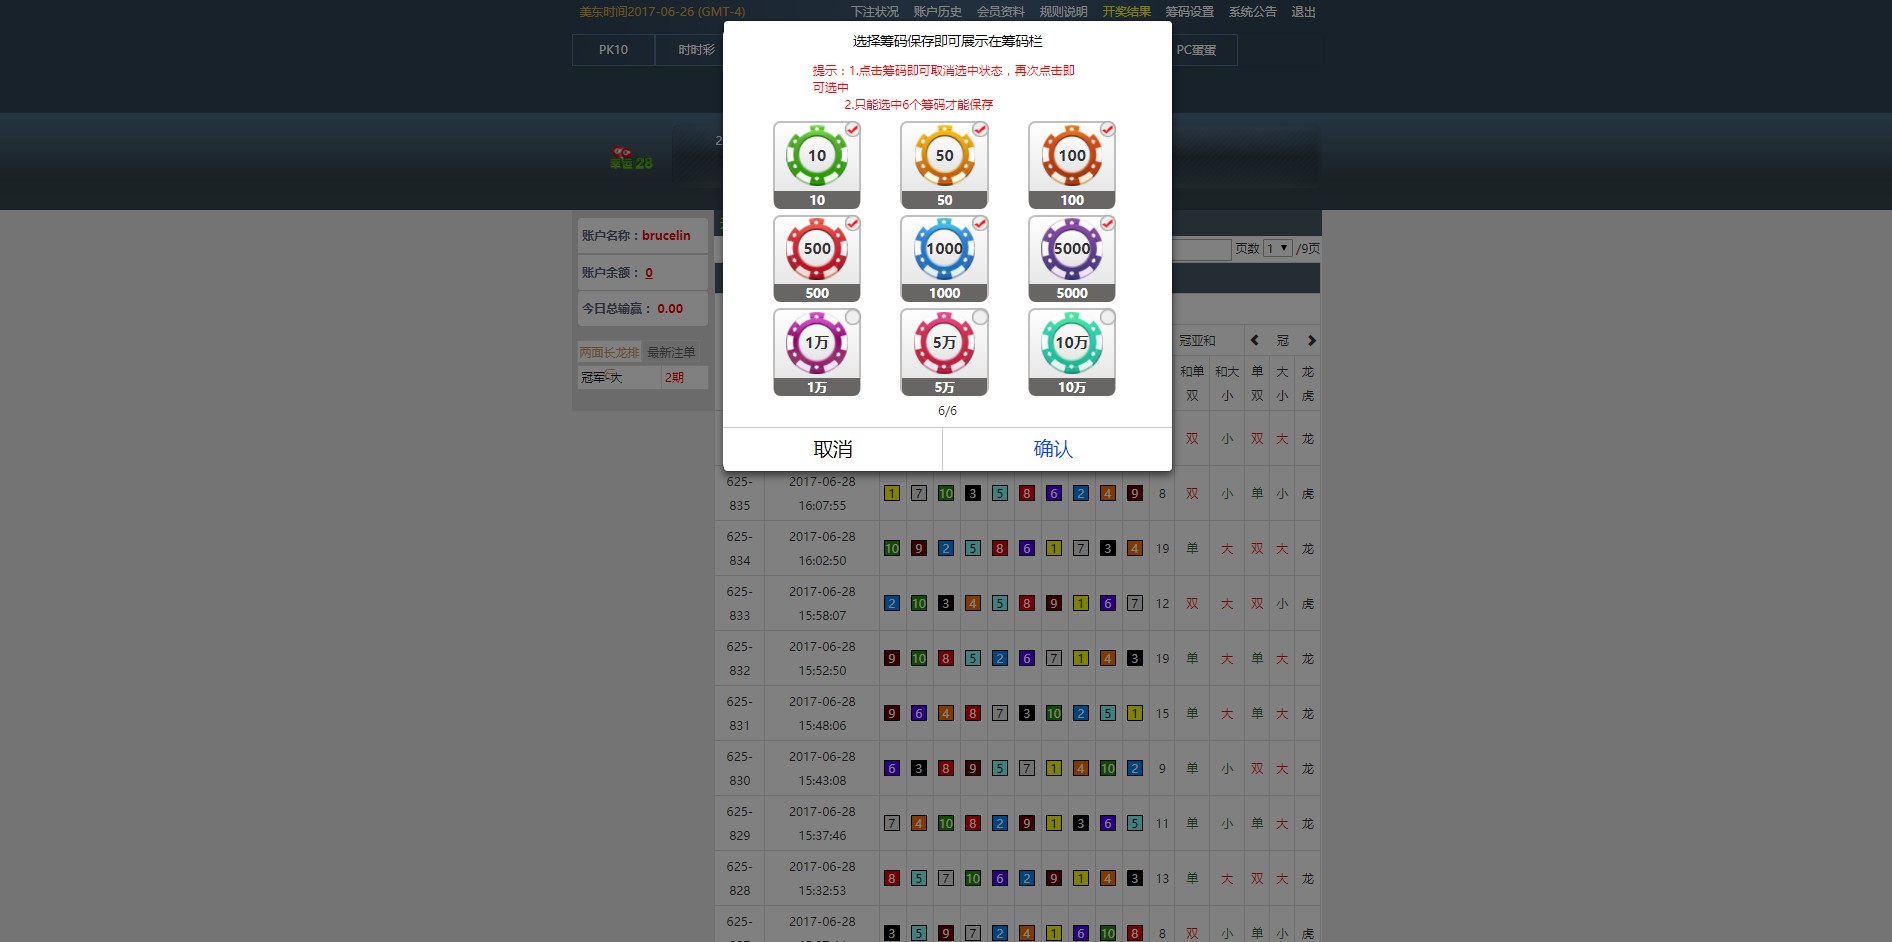 美东时间2017-06-26 (GMT-4)
下注状况 账户历史 会员资料 规则说明 开奖结果 筹码设置 系统公告 退出
PK10 时时彩 PC蛋蛋
28
2
选择筹码保存即可展示在筹码栏
提示：1.点击筹码即可取消选中状态，再次点击即
可选中
2.只能选中6个筹码才能保存
10 50 100
10 50 100
500 1000 5000
500 1000 5000
1万 5万 10万
1万 5万 10万
6/6
取消 确认
账户名称：brucelin
账户余额： 0
今日总输赢： 0.00
两面长龙排 最新注单
冠军-大 2期
页数 1 /9页
冠亚和 冠
和单 和大 单 大 龙
双 小 双 小 虎
双 小 双 大 龙
625- 2017-06-28
1 7 10 3 5 8 6 2 4 9 8 双 小 单 小 虎
835 16:07:55
625- 2017-06-28
10 9 2 5 8 6 1 7 3 4 19 单 大 双 大 龙
834 16:02:50
625- 2017-06-28
2 10 3 4 5 8 9 1 6 7 12 双 大 双 小 虎
833 15:58:07
625- 2017-06-28
9 10 8 5 2 6 7 1 4 3 19 单 大 单 大 龙
832 15:52:50
625- 2017-06-28
9 6 4 8 7 3 10 2 5 1 15 单 大 单 大 龙
831 15:48:06
625- 2017-06-28
6 3 8 9 5 7 1 4 10 2 9 单 小 双 大 龙
830 15:43:08
625- 2017-06-28
7 4 10 8 2 9 1 3 6 5 11 单 小 单 大 龙
829 15:37:46
625- 2017-06-28
8 5 7 10 6 2 9 1 4 3 13 单 大 双 大 龙
828 15:32:53
625- 2017-06-28
3 5 9 7 2 4 1 6 10 8 8 双 小 单 小 虎